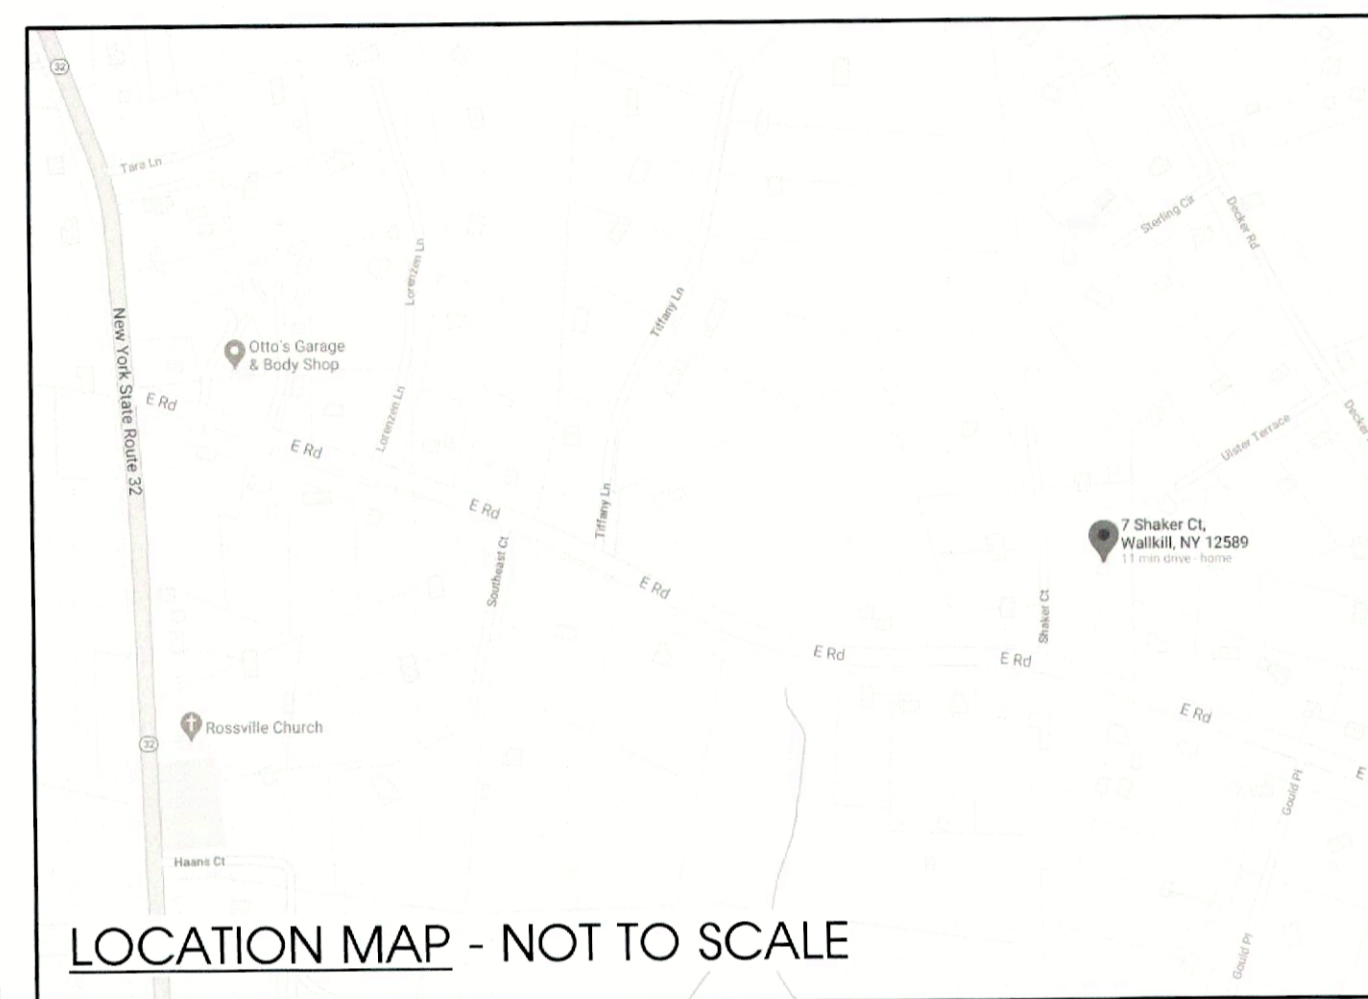 32
Tara Ln
Sterling Cir
Decker Rd
Lorenzen Ln
Tiffany Ln
New York State Route 32
Otto's Garage
& Body Shop
E Rd
Lorenzen Ln
Decker
Ulster Terrace
E Rd
E Rd
Tiffany Ln
7 Shaker Ct,
Wallkill, NY 12589
11 min drive - home
Southeast Ct
E Rd
Shaker Ct
E Rd
E Rd
E Rd
Rossville Church
32
E
Gould Pl
Haans Ct
Gould Pl
LOCATION MAP - NOT TO SCALE